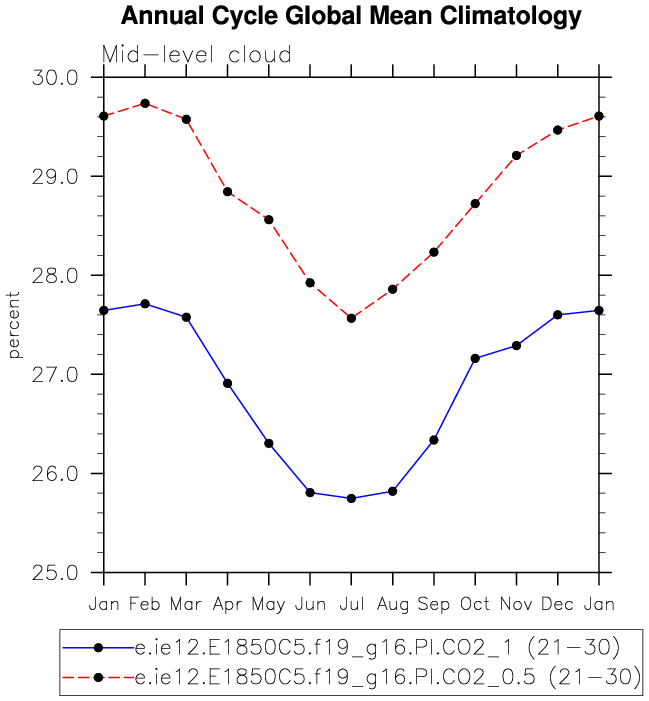 Annual Cycle Global Mean Climatology
Mid-level cloud
30.0
29.0
28.0
27.0
26.0
25.0
percent
Jan Feb Mar Apr May Jun Jul Aug Sep Oct Nov Dec Jan
e.ie12.E1850C5.f19_g16.PI.CO2_1 (21-30)
e.ie12.E1850C5.f19_g16.PI.CO2_0.5 (21-30)